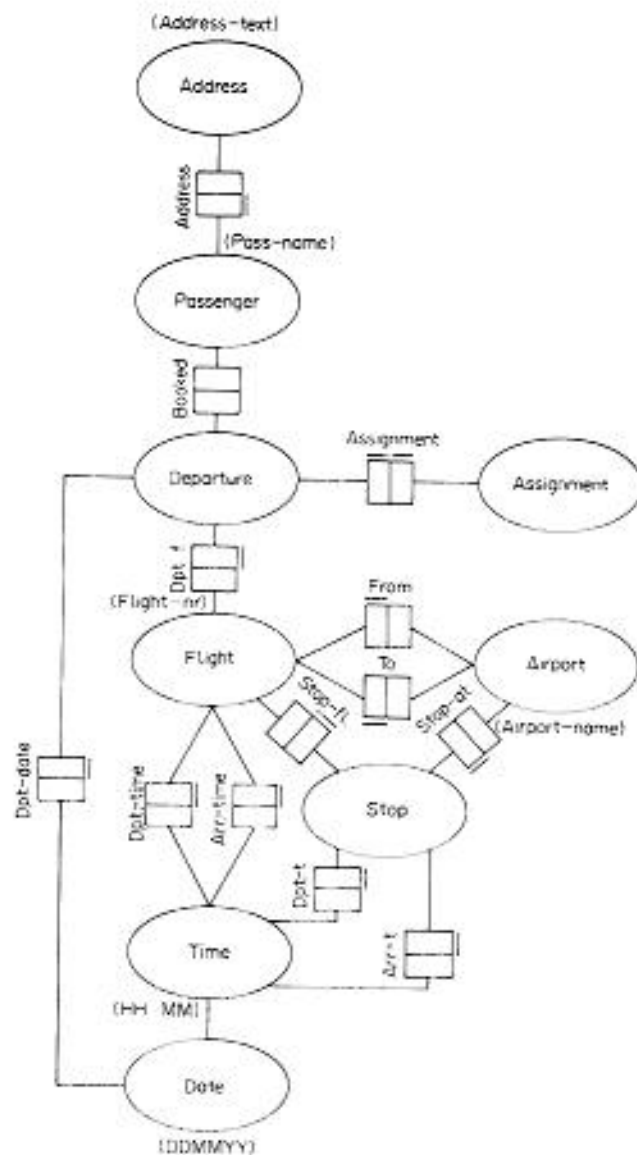 (Address-text)
Address
Address
(Pass-name)
Passenger
Booked
Departure
Assignment
Assignment
Dpt-f
(Flight-nr)
Flight
From
To
Airport
(Airport-name)
Stop-fl
Stop-at
Stop
Dpt-date
Dpt-time
Arr-time
Dpt-t
Arr-t
Time
(HH MM)
Date
(DDMMYY)